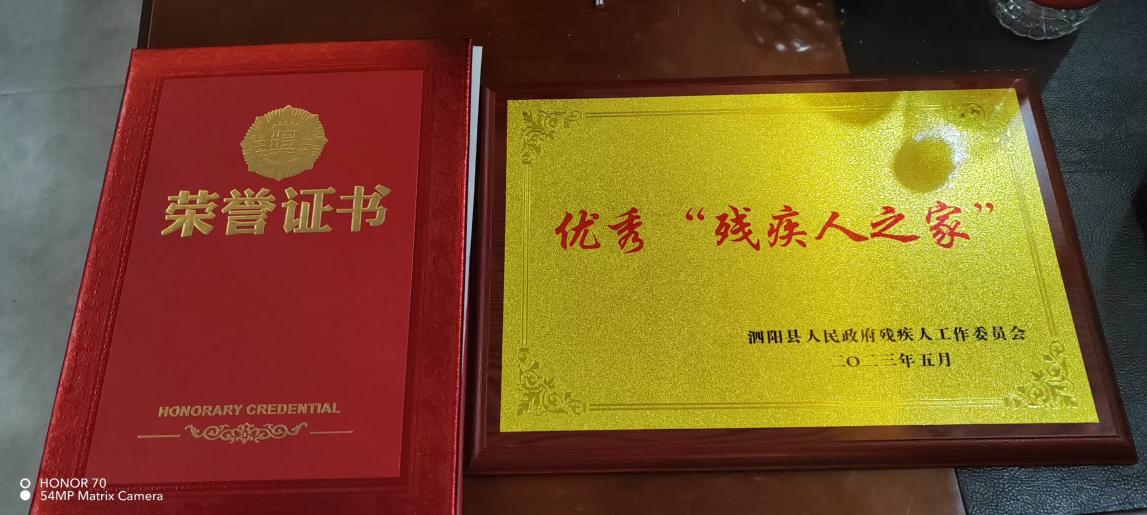 荣誉证书
HONORARY CREDENTIAL
优秀“残疾人之家”
泗阳县人民政府残疾人工作委员会
二〇二三年五月
HONOR 70
54MP Matrix Camera